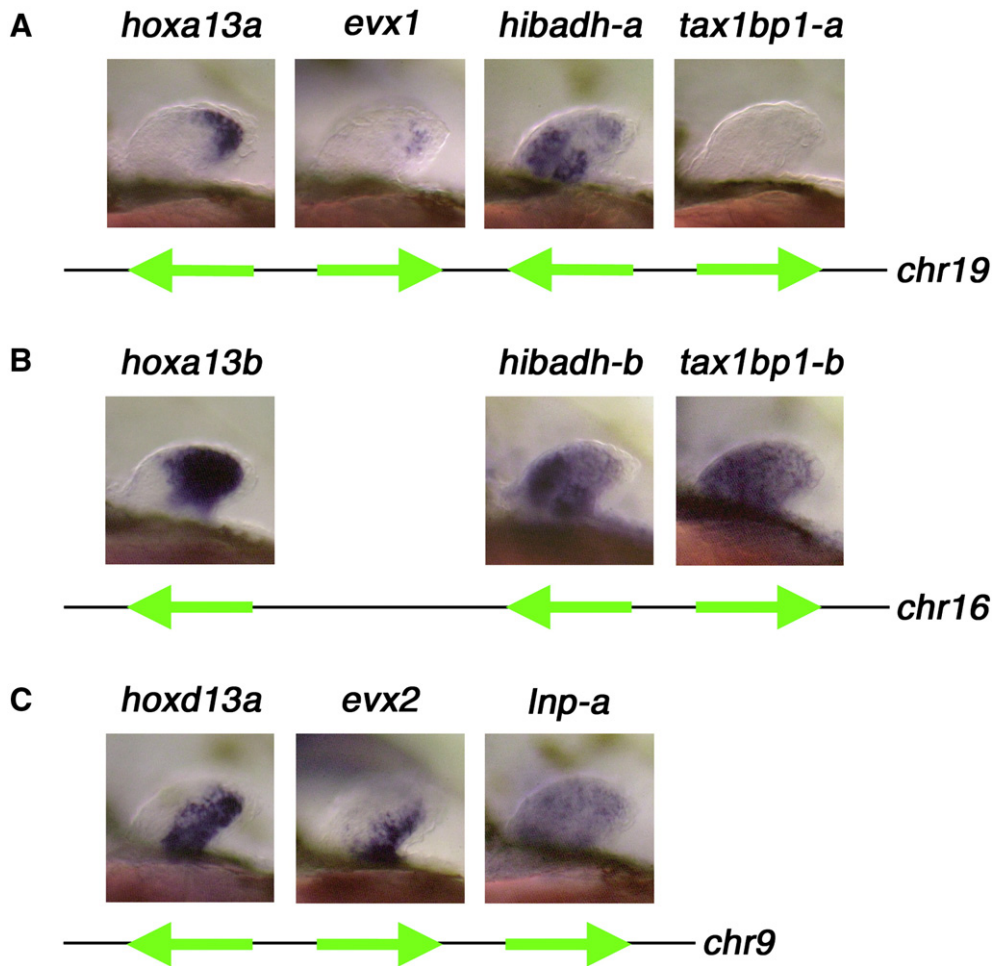 A
hoxa13a evx1 hibadh-a tax1bp1-a
chr19
B
hoxa13b hibadh-b tax1bp1-b
chr16
C
hoxd13a evx2 lnp-a
chr9